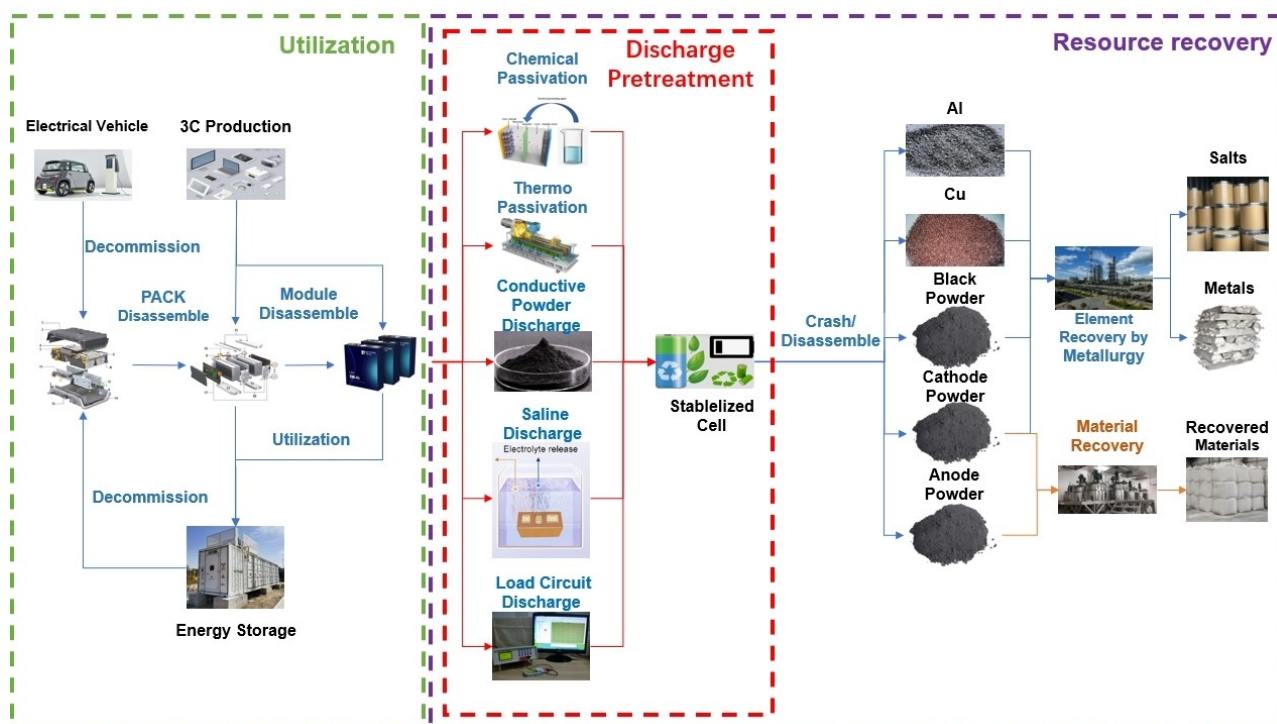 Utilization
Electrical Vehicle
3C Production
Decommission
PACK
Disassemble
Module
Disassemble
Utilization
Decommission
Energy Storage
Discharge
Pretreatment
Chemical
Passivation
Thermo
Passivation
Conductive
Powder
Discharge
Saline
Discharge
Electrolyte release
Load Circuit
Discharge
Stablelized
Cell
Resource recovery
Crash/
Disassemble
Al
Cu
Black
Powder
Cathode
Powder
Anode
Powder
Element
Recovery by
Metallurgy
Material
Recovery
Salts
Metals
Recovered
Materials